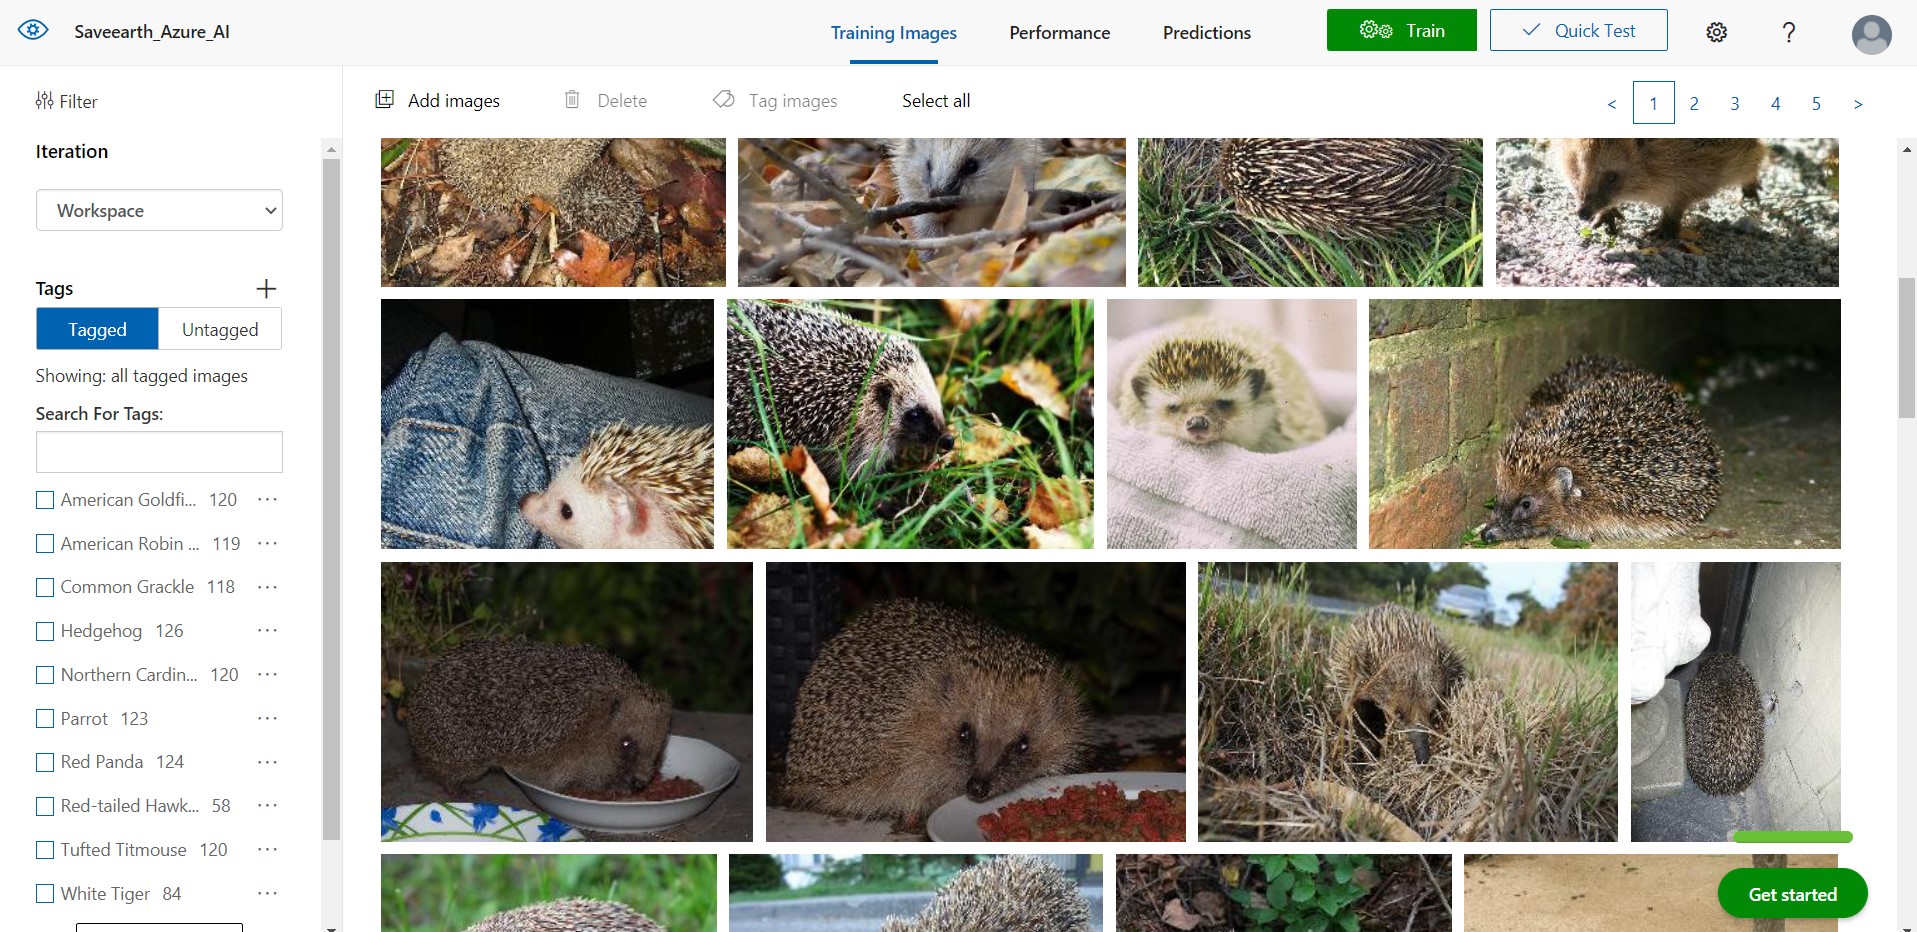 Saveearth_Azure_AI
Training Images
Performance
Predictions
Train
Quick Test
?
Filter
Add images
Delete
Tag images
Select all
< 1 2 3 4 5 >
Iteration
Workspace
Tags +
Tagged
Untagged
Showing: all tagged images
Search For Tags:
American Goldfi... 120 ...
American Robin ... 119 ...
Common Grackle 118 ...
Hedgehog 126 ...
Northern Cardin... 120 ...
Parrot 123 ...
Red Panda 124 ...
Red-tailed Hawk... 58 ...
Tufted Titmouse 120 ...
White Tiger 84 ...
Get started